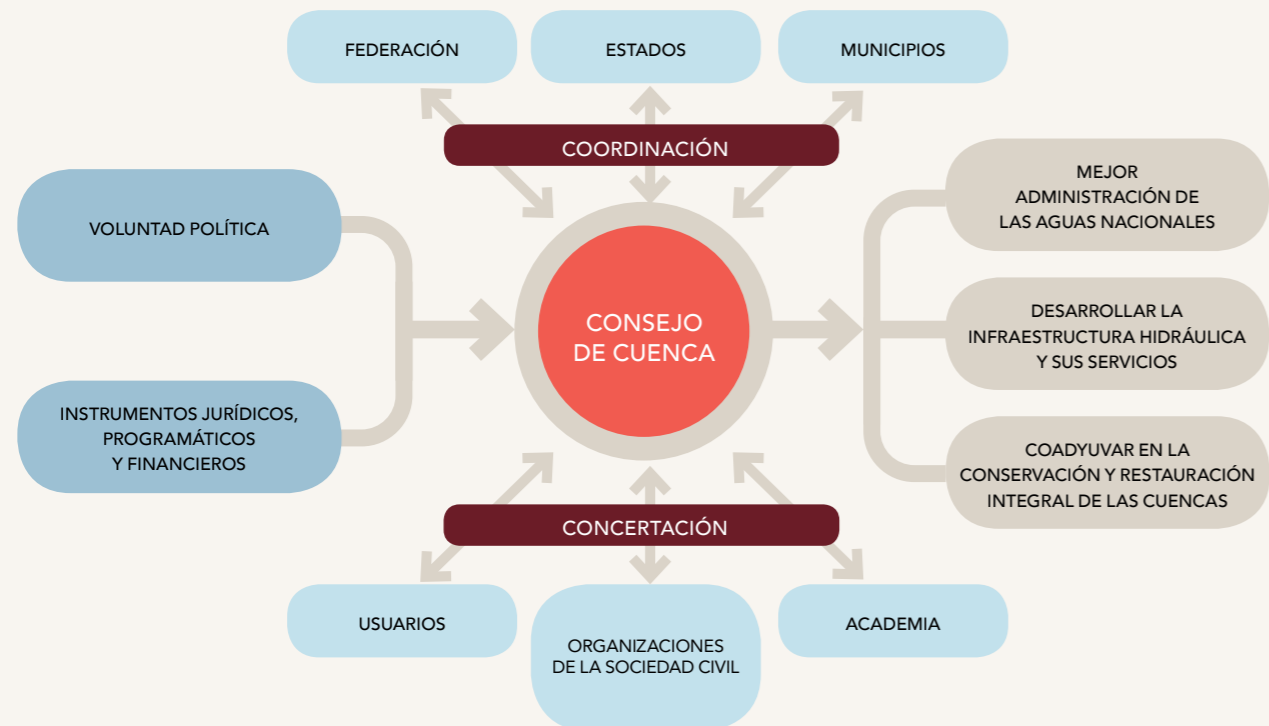 FEDERACIÓN
ESTADOS
MUNICIPIOS
COORDINACIÓN
VOLUNTAD POLÍTICA
INSTRUMENTOS JURÍDICOS,
PROGRAMÁTICOS
Y FINANCIEROS
CONSEJO
DE CUENCA
MEJOR
ADMINISTRACIÓN DE
LAS AGUAS NACIONALES
DESARROLLAR LA
INFRAESTRUCTURA HIDRÁULICA
Y SUS SERVICIOS
COADYUVAR EN LA
CONSERVACIÓN Y RESTAURACIÓN
INTEGRAL DE LAS CUENCAS
CONCERTACIÓN
USUARIOS
ORGANIZACIONES
DE LA SOCIEDAD CIVIL
ACADEMIA